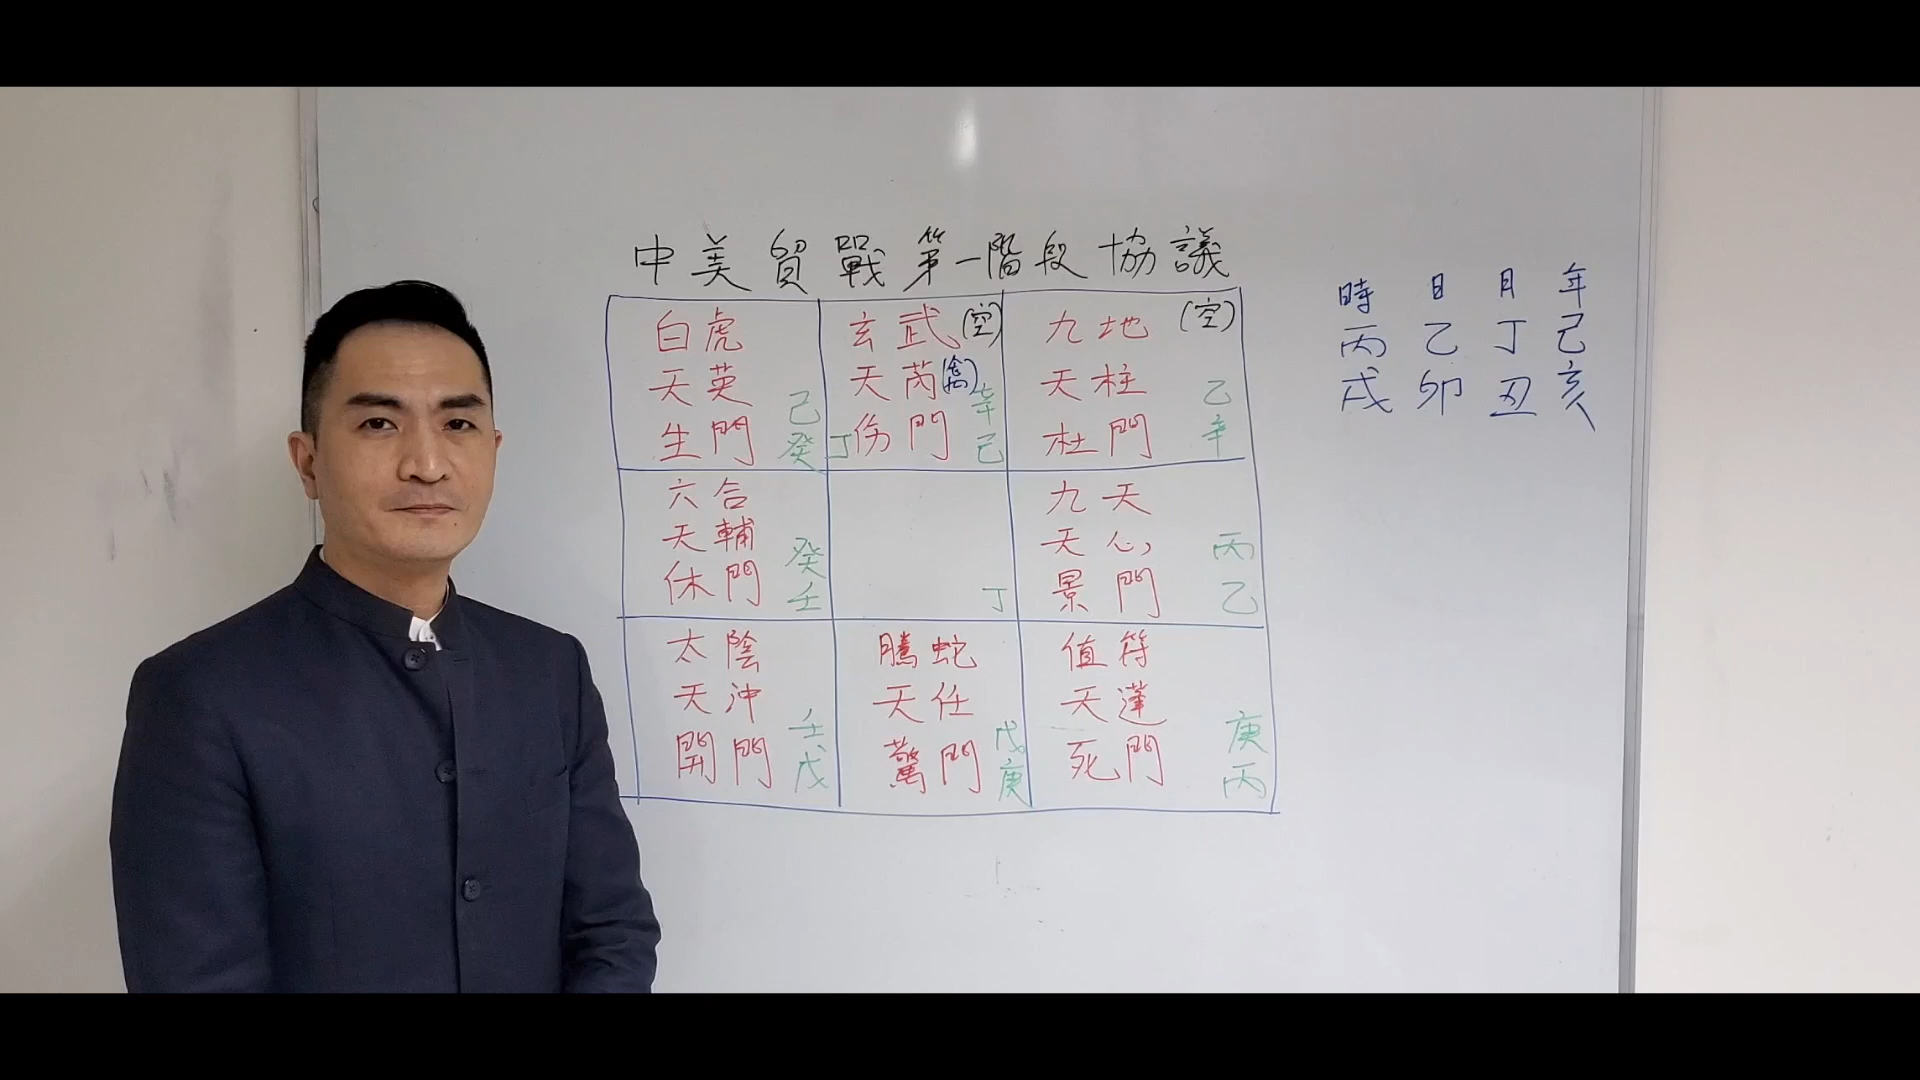 中美貿戰第一階段協議
白虎
天英 己
生門 癸
玄武(空)
天芮(禽) 辛
丁傷門 己
九地 (空)
天柱 乙
杜門 辛
六合
天輔 癸
休門 壬
丁
九天
天心 丙
景門 乙
太陰
天沖 壬
開門 戊
騰蛇
天任 戊
驚門 庚
值符
天蓬 庚
死門 丙
時 日 月 年
丙 乙 丁 己
戌 卯 丑 亥